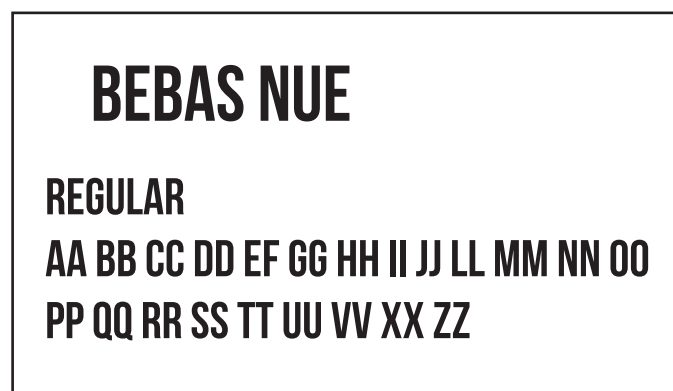 BEBAS NUE
REGULAR
AA BB CC DD EF GG HH II JJ LL MM NN OO
PP QQ RR SS TT UU VV XX ZZ